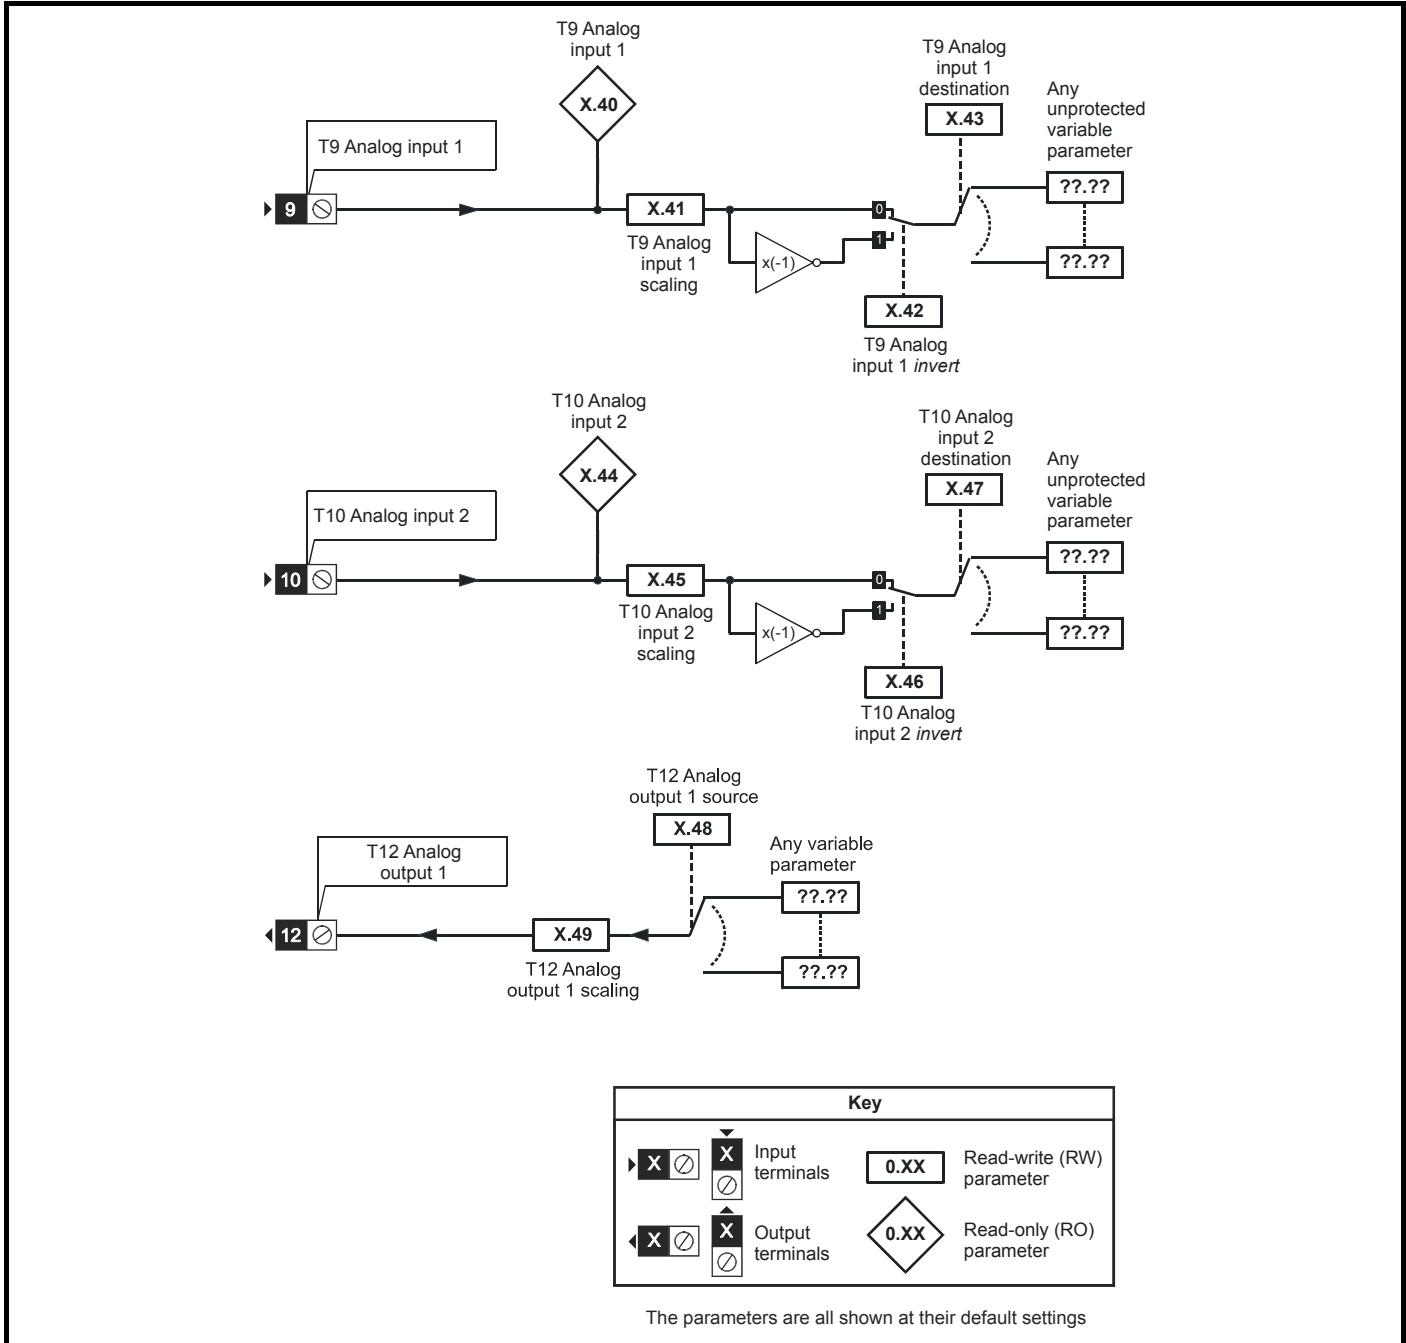 T9 Analog
input 1
X.40
T9 Analog input 1
9
X.41
T9 Analog
input 1
scaling
x(-1)
0
1
X.42
T9 Analog
input 1 invert
T9 Analog
input 1
destination
X.43
Any
unprotected
variable
parameter
??.??
??.??
T10 Analog
input 2
X.44
T10 Analog input 2
10
X.45
T10 Analog
input 2
scaling
x(-1)
0
1
X.46
T10 Analog
input 2 invert
T10 Analog
input 2
destination
X.47
Any
unprotected
variable
parameter
??.??
??.??
T12 Analog
output 1 source
X.48
Any variable
parameter
??.??
??.??
T12 Analog
output 1
12
X.49
T12 Analog
output 1 scaling
Key
X
X
Input
terminals
0.XX
Read-write (RW)
parameter
X
X
Output
terminals
0.XX
Read-only (RO)
parameter
The parameters are all shown at their default settings